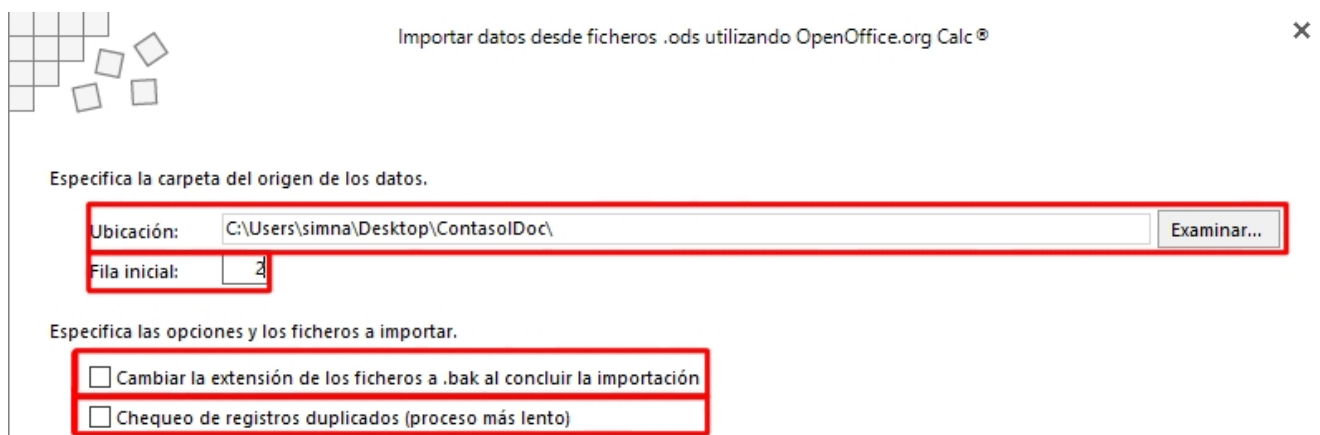 Importar datos desde ficheros .ods utilizando OpenOffice.org Calc®
Especifica la carpeta del origen de los datos.
Ubicación: C:\Users\simna\Desktop\ContasolDoc\ Examinar...
Fila inicial: 2
Especifica las opciones y los ficheros a importar.
Cambiar la extensión de los ficheros a .bak al concluir la importación
Chequeo de registros duplicados (proceso más lento)